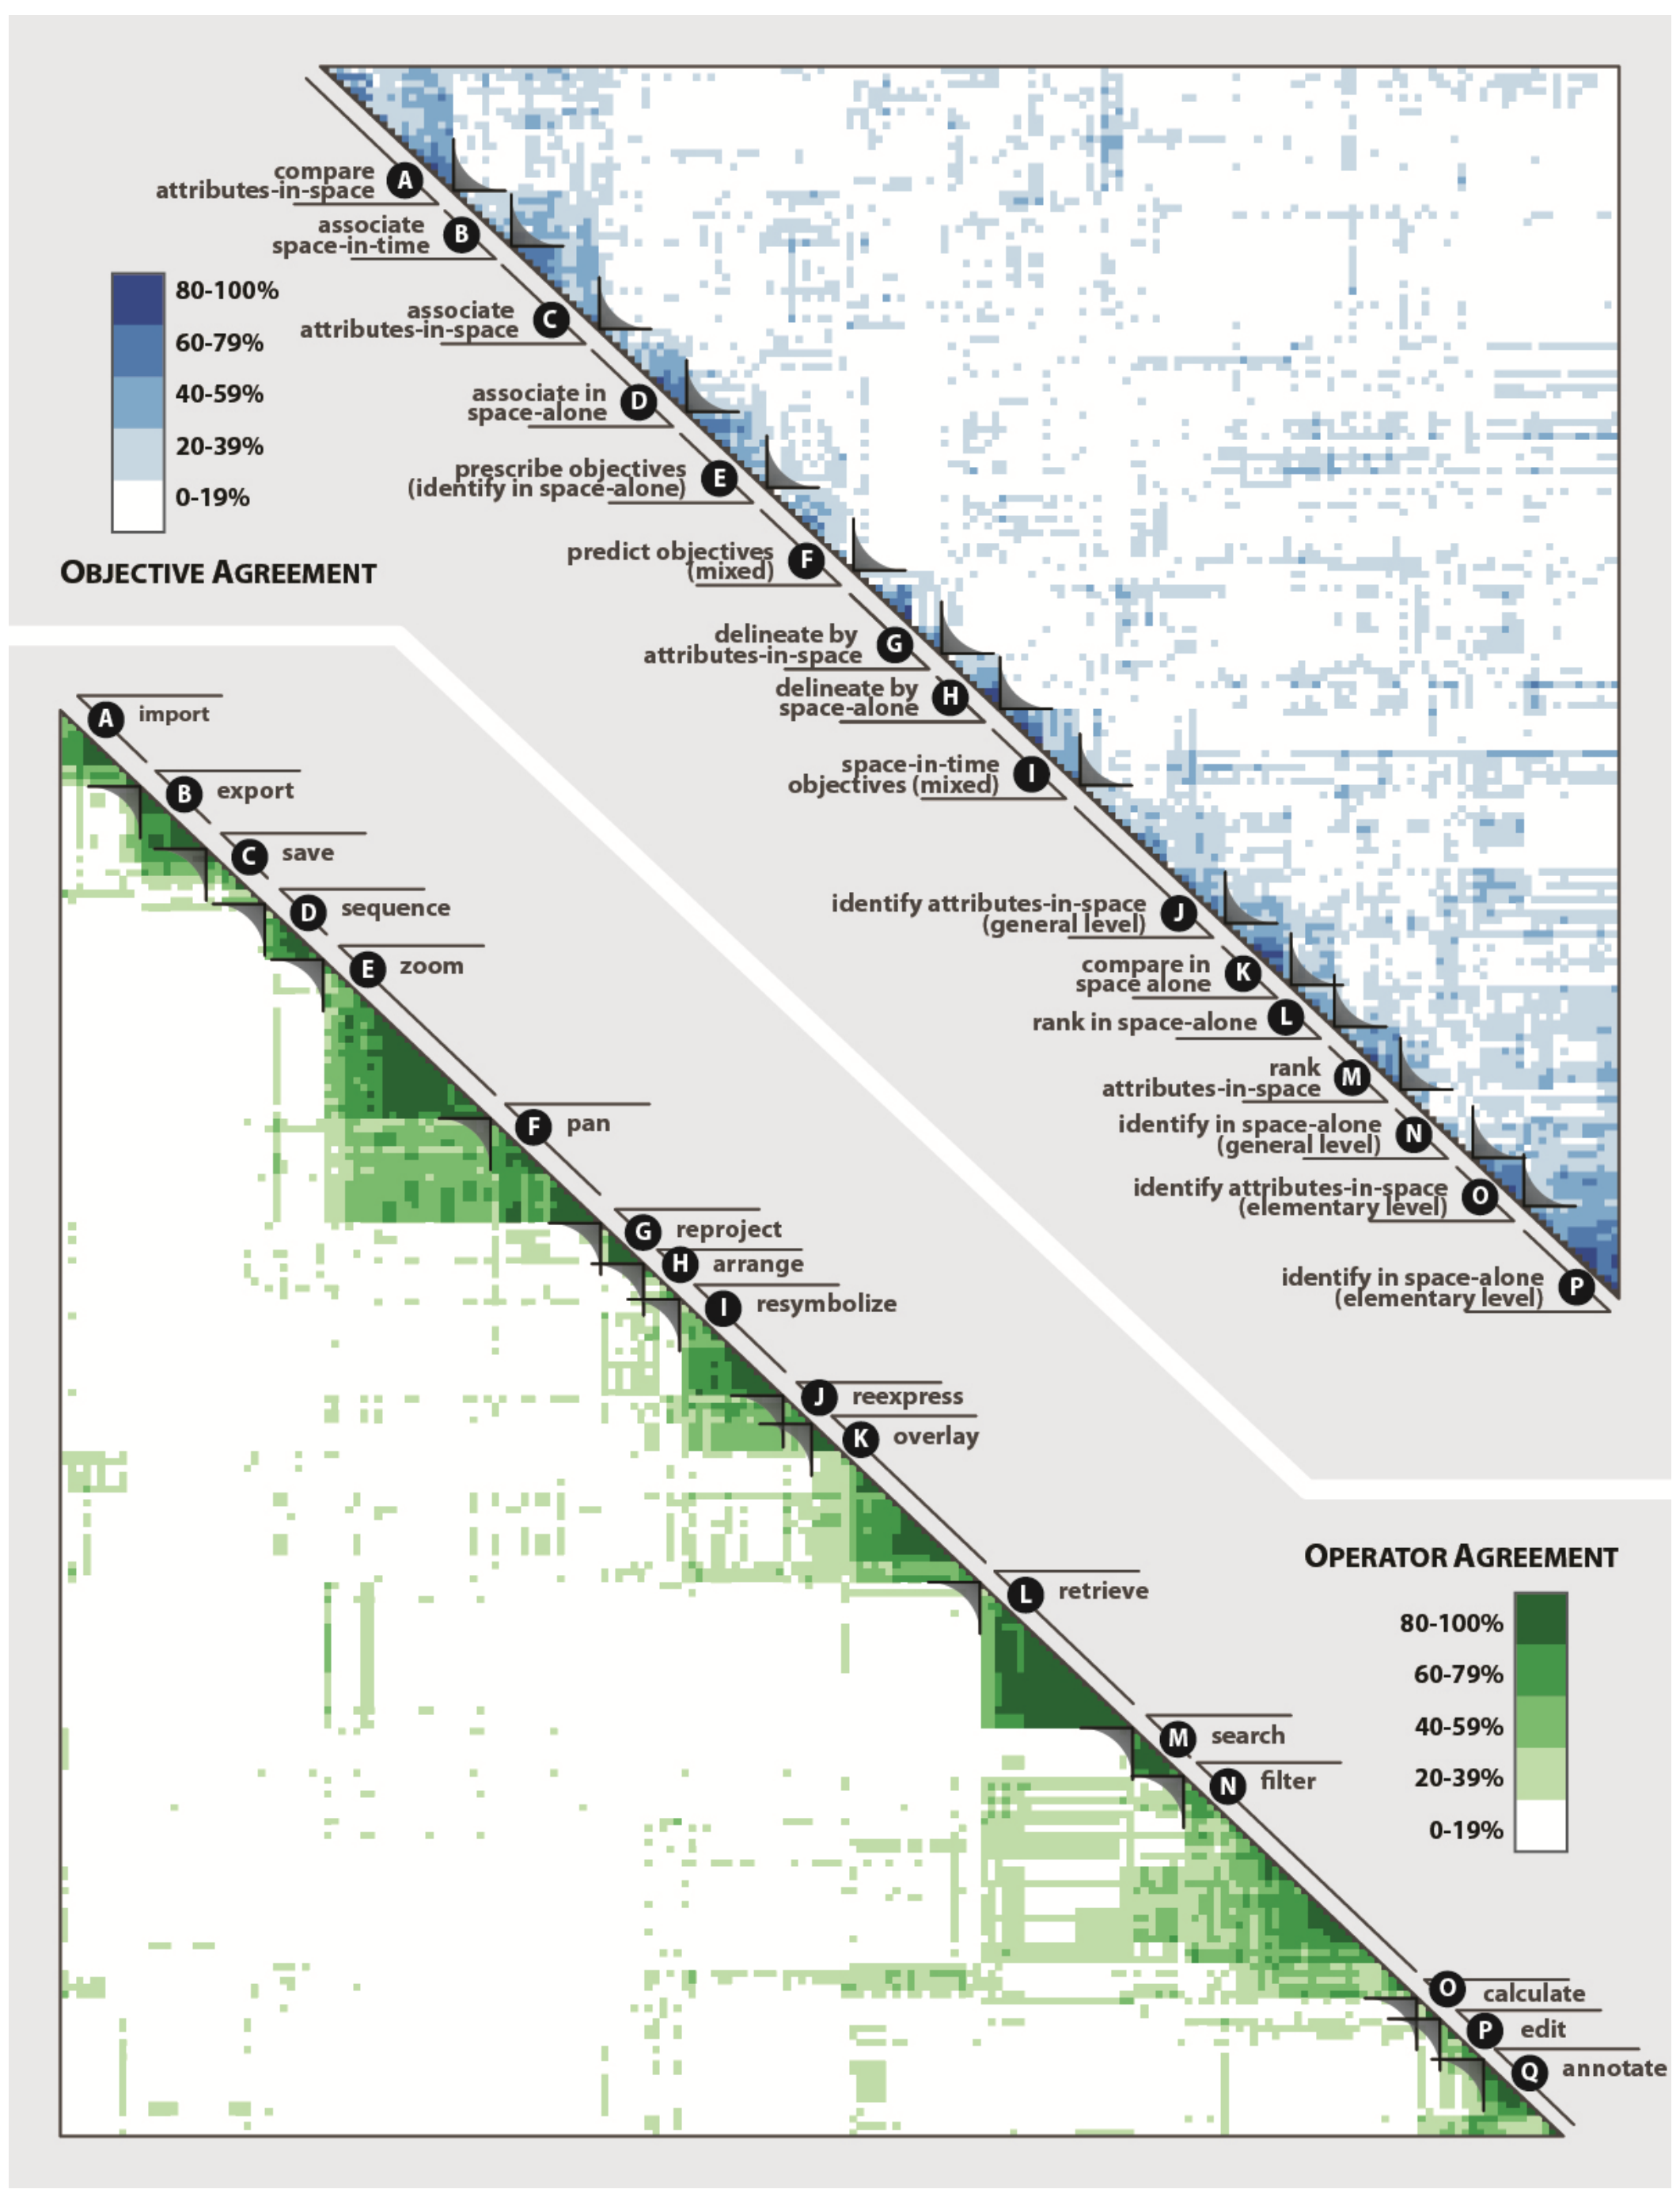 compare
attributes-in-space
A
associate
space-in-time
B
80-100%
60-79%
40-59%
20-39%
0-19%
OBJECTIVE AGREEMENT
associate
attributes-in-space
C
associate in
space-alone
D
prescribe objectives
(identify in space-alone)
E
predict objectives
(mixed)
F
delineate by
attributes-in-space
G
delineate by
space-alone
H
space-in-time
objectives (mixed)
I
identify attributes-in-space
(general level)
J
compare in
space alone
K
rank in space-alone
L
rank
attributes-in-space
M
identify in space-alone
(general level)
N
identify attributes-in-space
(elementary level)
O
identify in space-alone
(elementary level)
P
A import
B export
C save
D sequence
E zoom
F pan
G reproject
H arrange
I resymbolize
J reexpress
K overlay
L retrieve
M search
N filter
O calculate
P edit
Q annotate
OPERATOR AGREEMENT
80-100%
60-79%
40-59%
20-39%
0-19%